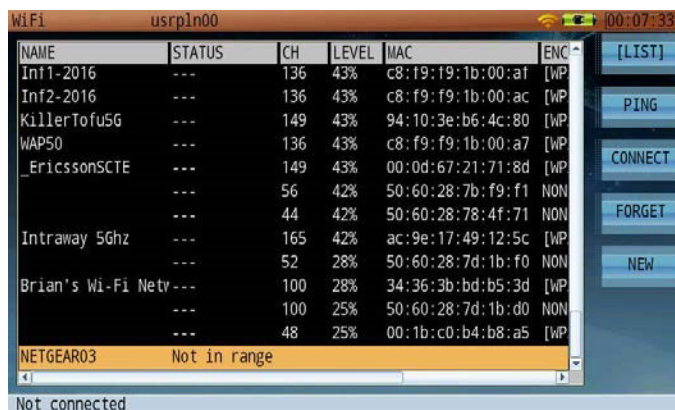 WiFi usrpln00 00:07:33
NAME STATUS CH LEVEL MAC ENC [LIST]
Inf1-2016 --- 136 43% c8:f9:f9:1b:00:af [WP
Inf2-2016 --- 136 43% c8:f9:f9:1b:00:ac [WP
PING
KillerTofu5G --- 149 43% 94:10:3e:b6:4c:80 [WP
WAP50 --- 136 43% c8:f9:f9:1b:00:a7 [WP
CONNECT
_EricssonSCTE --- 149 43% 00:0d:67:21:71:8d [WP
--- 56 42% 50:60:28:7b:f9:f1 NON
--- 44 42% 50:60:28:78:4f:71 NON
FORGET
Intraway 5Ghz --- 165 42% ac:9e:17:49:12:5c [WP
--- 52 28% 50:60:28:7d:1b:f0 NON
NEW
Brian's Wi-Fi Netw --- 100 28% 34:36:3b:bd:b5:3d [WP
--- 100 25% 50:60:28:7d:1b:d0 NON
--- 48 25% 00:1b:c0:b4:b8:a5 [WP
NETGEAR03 Not in range
Not connected